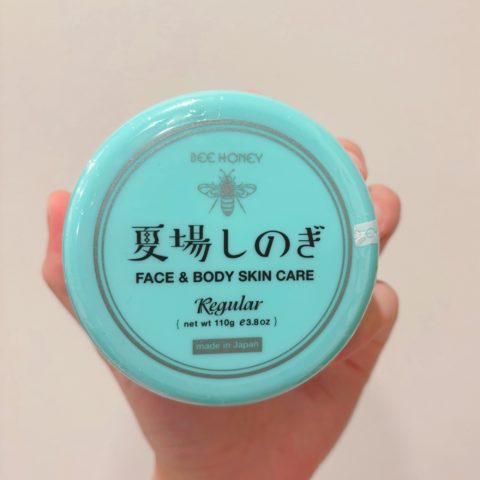 BEE HONEY
夏場しのぎ
FACE & BODY SKIN CARE
Regular
( net wt 110g e3.8oz )
made in Japan